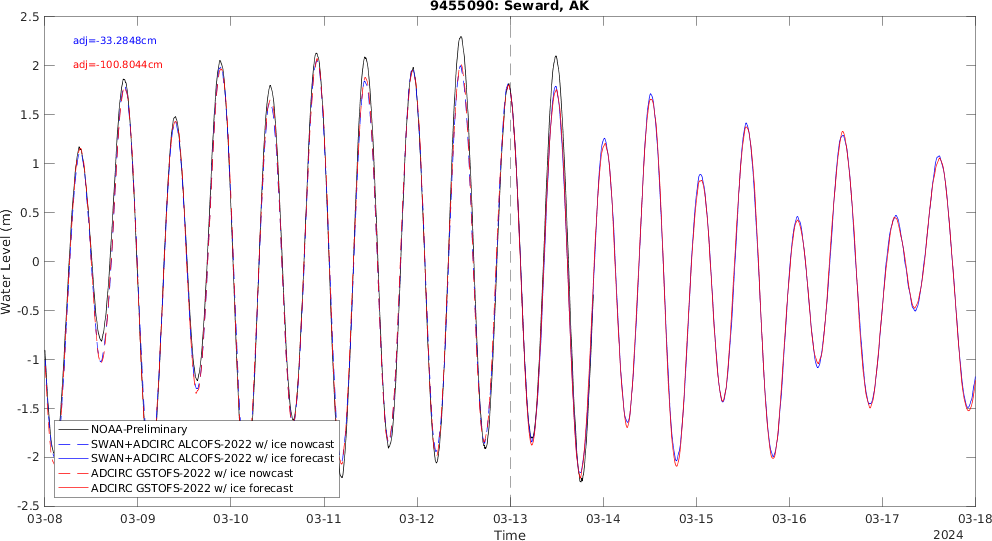 9455090: Seward, AK
adj=-33.2848cm
adj=-100.8044cm
Water Level (m)
2.5
2
1.5
1
0.5
0
-0.5
-1
-1.5
-2
-2.5
NOAA-Preliminary
SWAN+ADCIRC ALCOFS-2022 w/ ice nowcast
SWAN+ADCIRC ALCOFS-2022 w/ ice forecast
ADCIRC GSTOFS-2022 w/ ice nowcast
ADCIRC GSTOFS-2022 w/ ice forecast
03-08 03-09 03-10 03-11 03-12 03-13 03-14 03-15 03-16 03-17 03-18
Time
2024